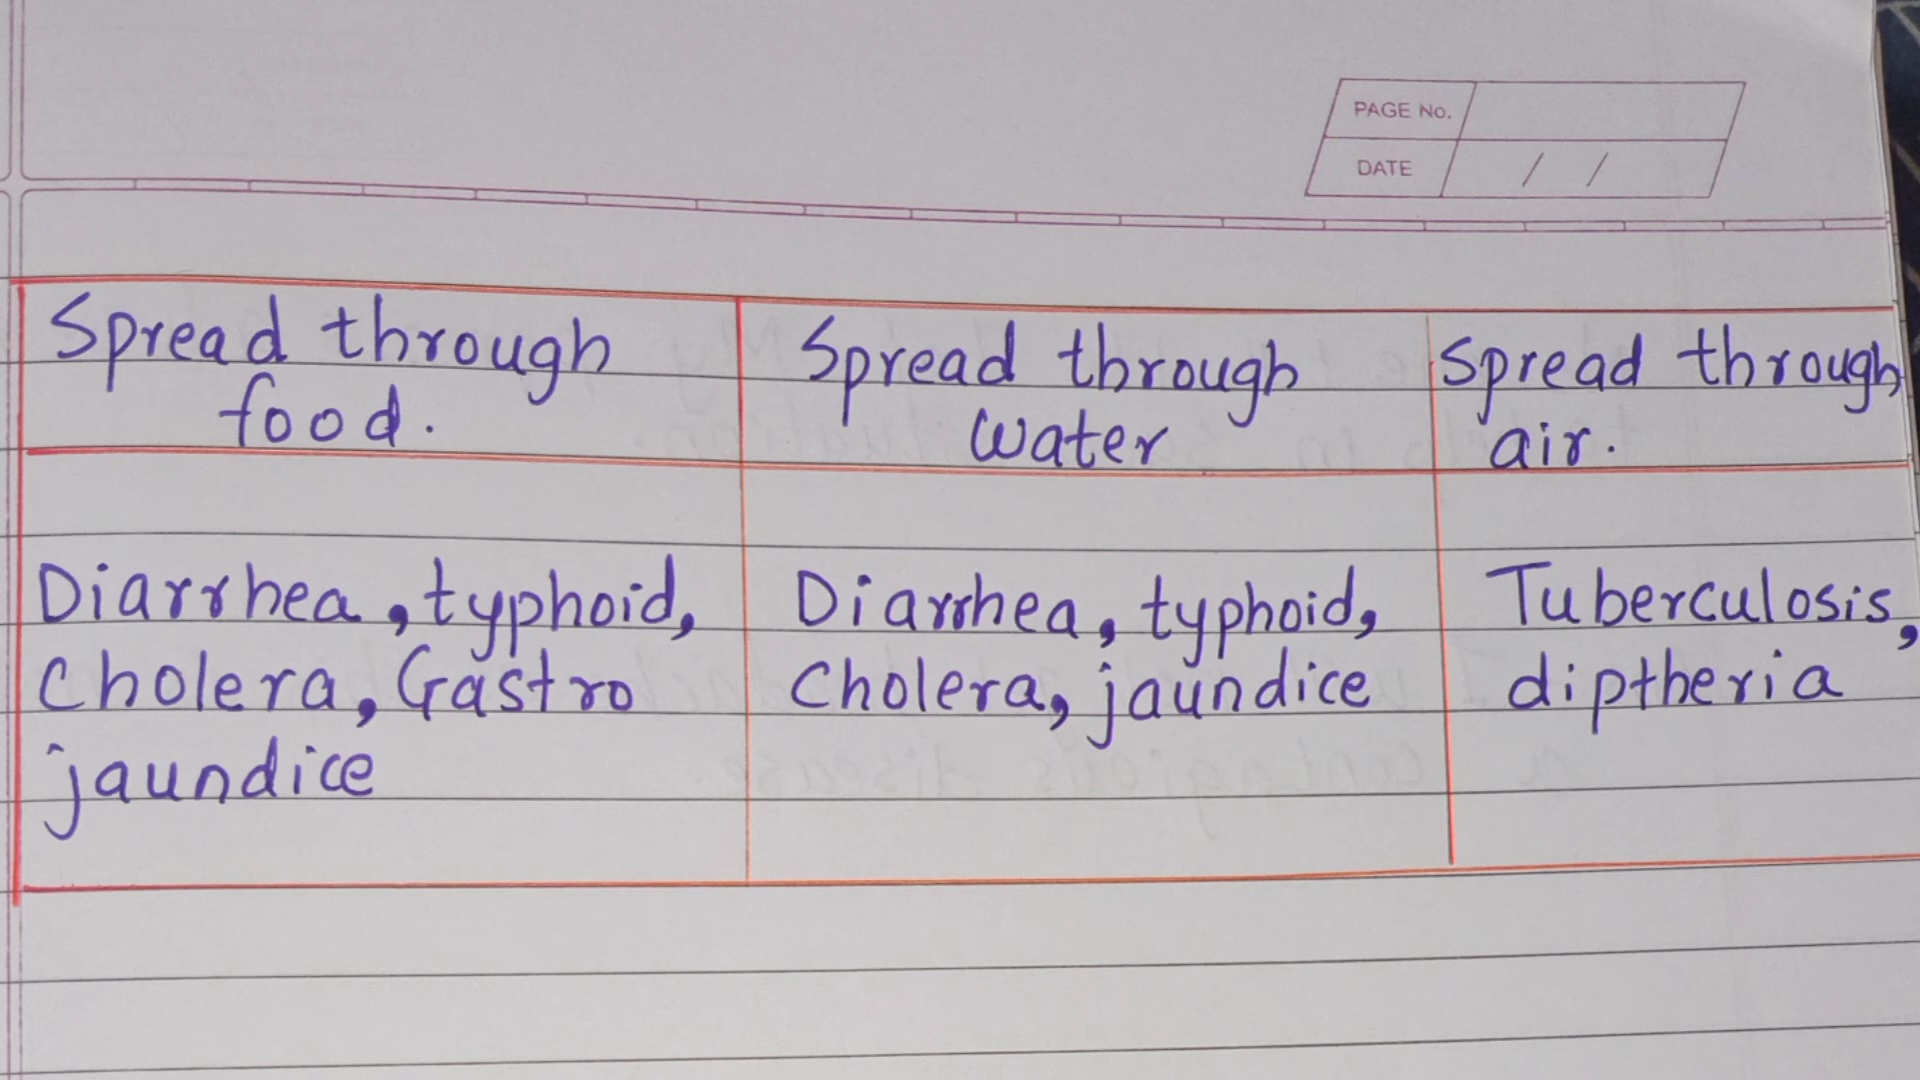 PAGE No.
DATE / /
Spread through
food.
Spread through
water
Spread through
air.
Diarrhea, typhoid,
Cholera, Gastro
jaundice
Diarrhea, typhoid,
Cholera, jaundice
Tuberculosis,
diptheria